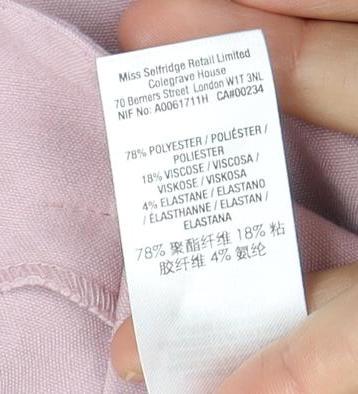 Miss Selfridge Retail Limited
Colegrave House
70 Berners Street London W1T 3NL
NIF No: A0061711H CA#00234
78% POLYESTER / POLIÉSTER /
POLIESTER
18% VISCOSE / VISCOSA /
VISKOSE / VISKOSA
4% ELASTANE / ELASTANO
/ ÉLASTHANNE / ELASTAN /
ELASTANA
78% 聚酯纤维 18% 粘
胶纤维 4% 氨纶